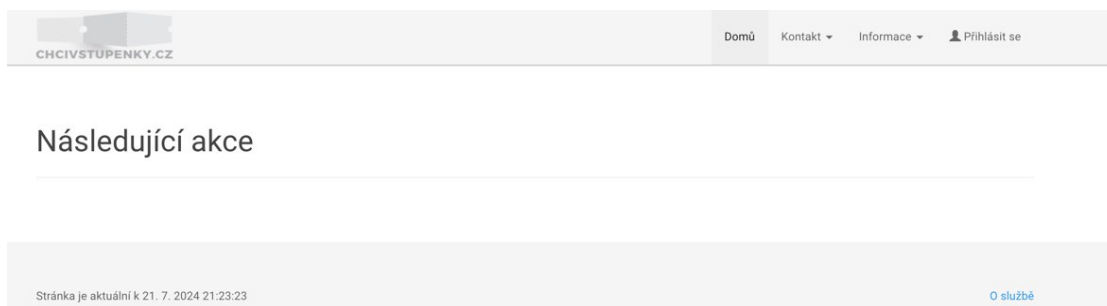 CHCIVSTUPENKY.CZ
Domů Kontakt Informace Přihlásit se
Následující akce
Stránka je aktuální k 21. 7. 2024 21:23:23 O službě